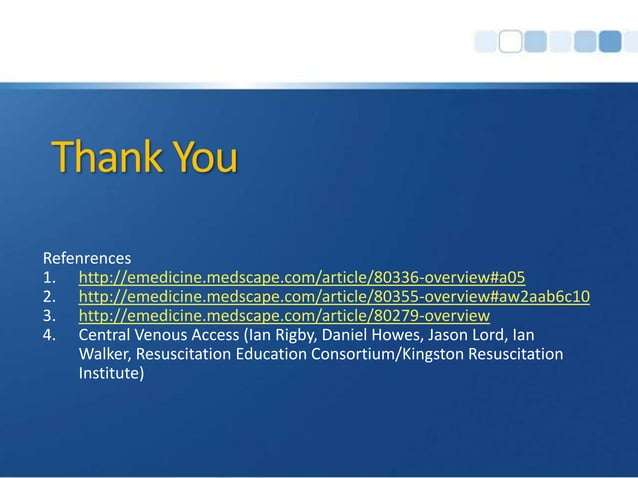 Thank You
Refenrences
1. http://emedicine.medscape.com/article/80336-overview#a05
2. http://emedicine.medscape.com/article/80355-overview#aw2aab6c10
3. http://emedicine.medscape.com/article/80279-overview
4. Central Venous Access (Ian Rigby, Daniel Howes, Jason Lord, Ian
Walker, Resuscitation Education Consortium/Kingston Resuscitation
Institute)